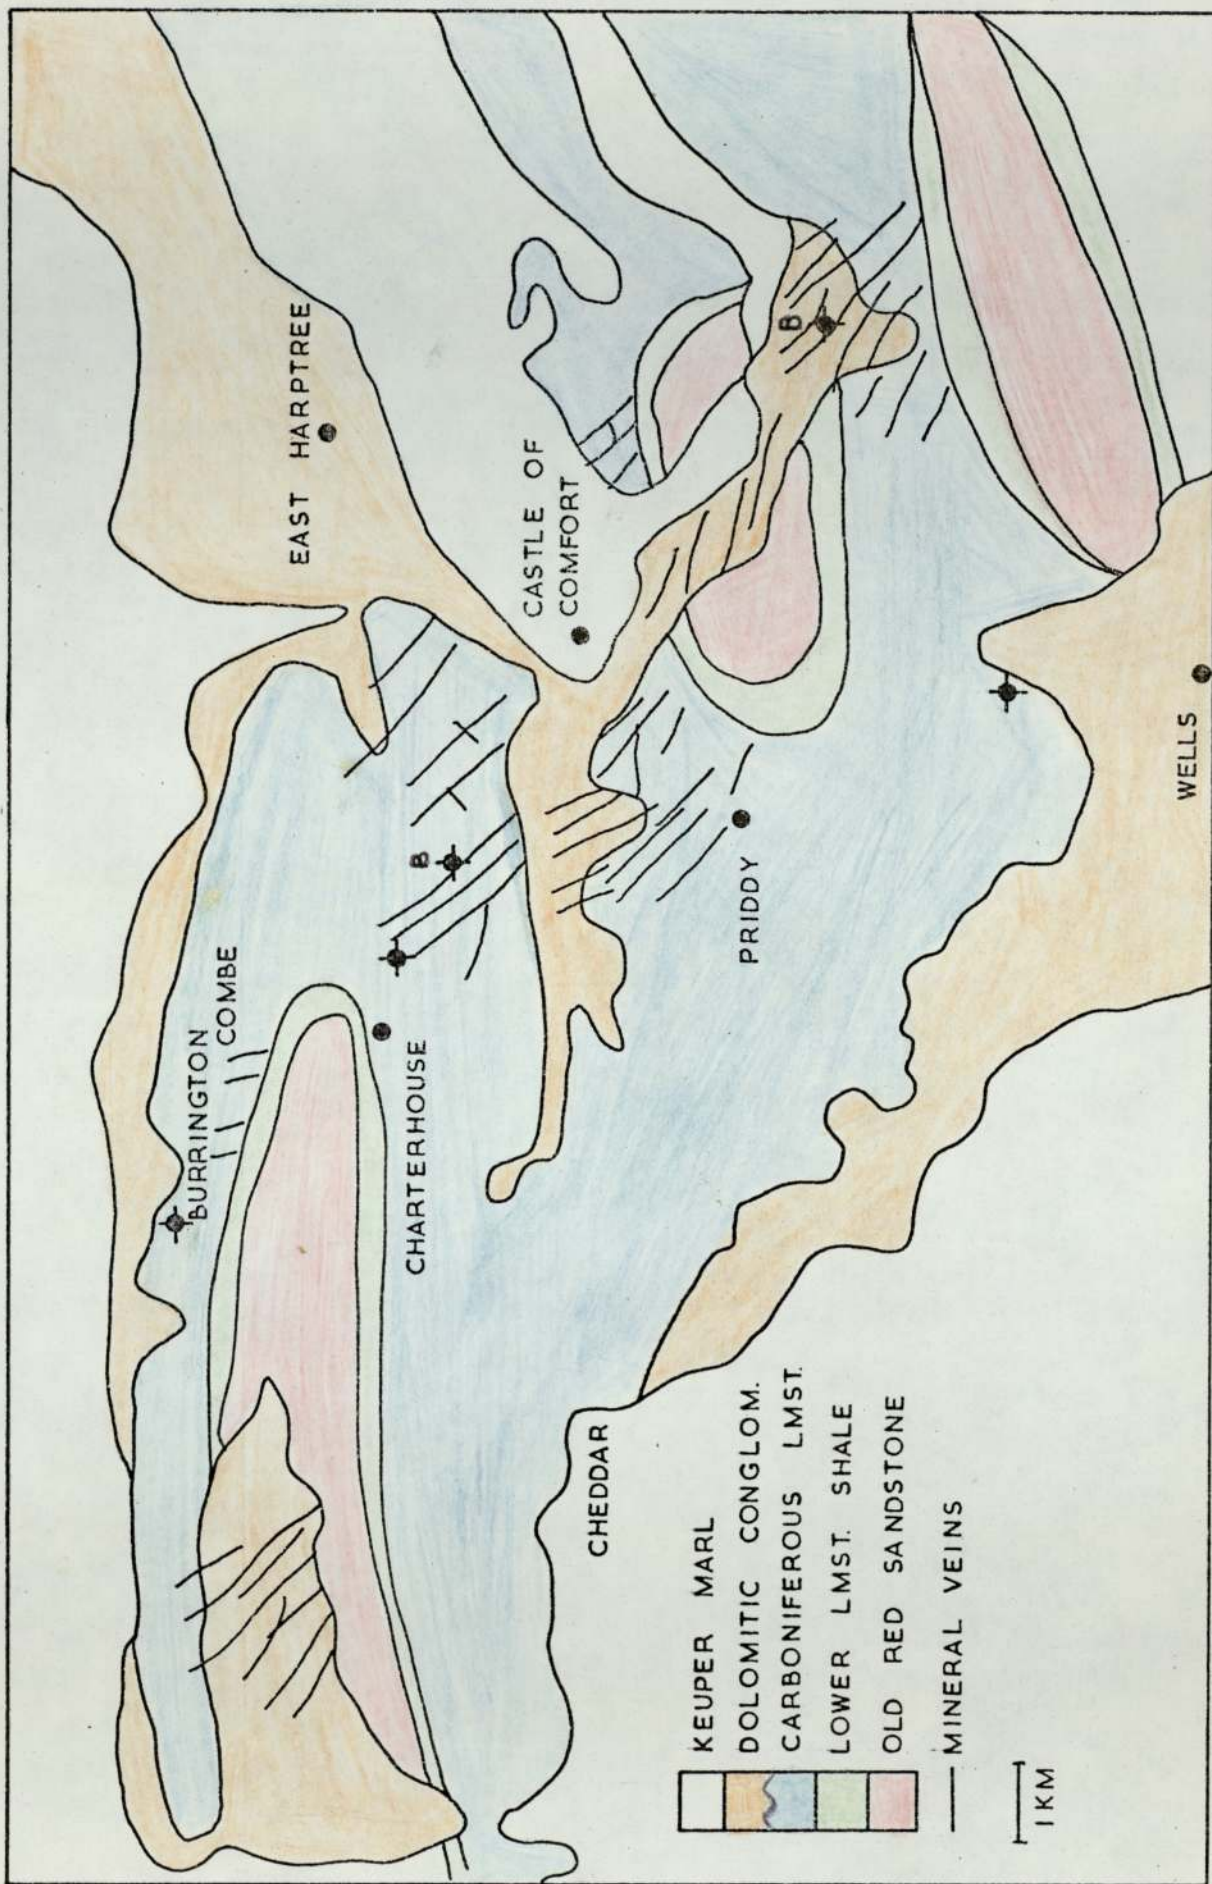 EAST HARPTREE
BURRINGTON
COMBE
B
CASTLE OF
COMFORT
B
CHARTERHOUSE
PRIDDY
CHEDDAR
WELLS
KEUPER MARL
DOLOMITIC CONGLOM.
CARBONIFEROUS LMST.
LOWER LMST. SHALE
OLD RED SANDSTONE
MINERAL VEINS
1 KM